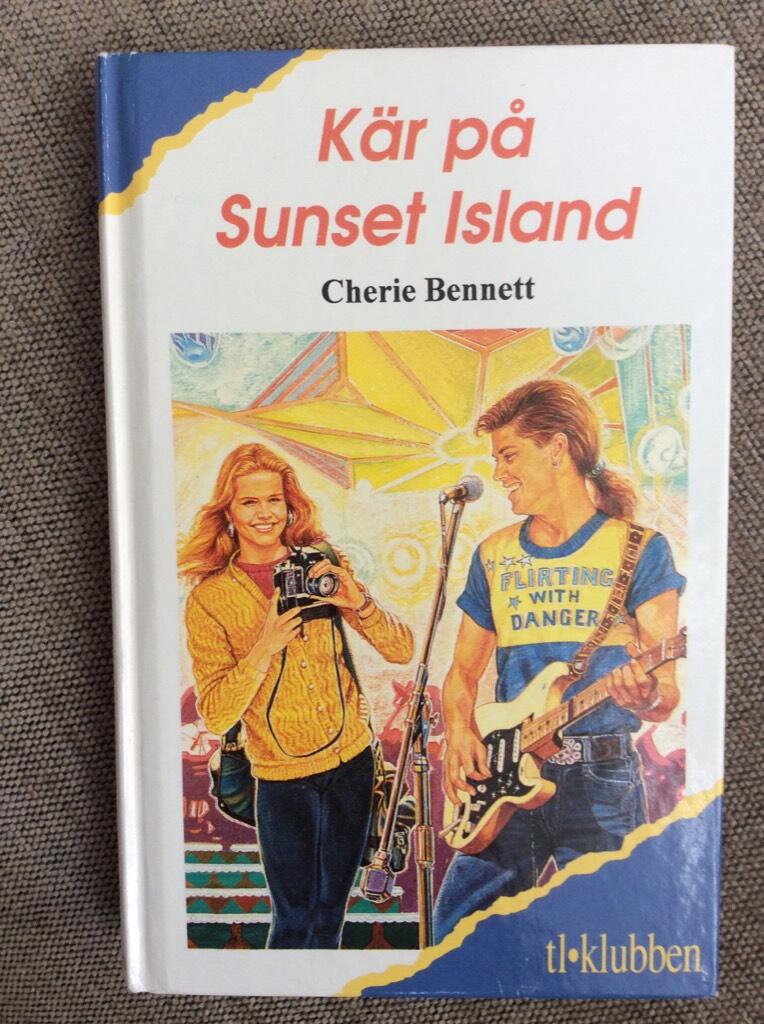 Kär på
Sunset Island
Cherie Bennett
FLIRTING
WITH
DANGER
tl•klubben